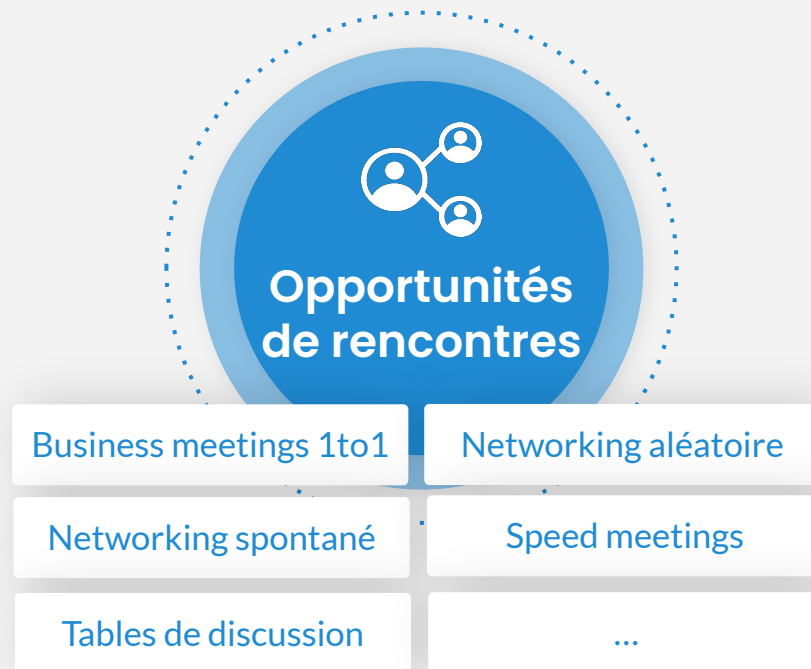 Opportunités
de rencontres
Business meetings 1to1
Networking aléatoire
Networking spontané
Speed meetings
Tables de discussion
...